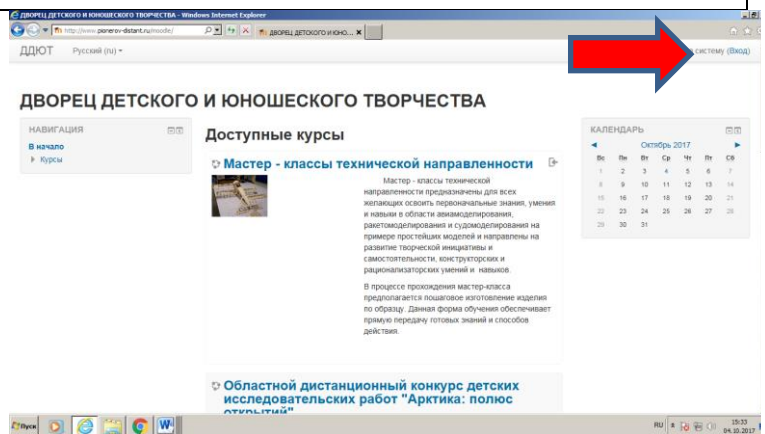 ДВОРЕЦ ДЕТСКОГО И ЮНОШЕСКОГО ТВОРЧЕСТВА - Windows Internet Explorer
http://www.pionerov-distant.ru/moodle/
ДВОРЕЦ ДЕТСКОГО И ЮНО...
ДДЮТ Русский (ru)
систему (Вход)
ДВОРЕЦ ДЕТСКОГО И ЮНОШЕСКОГО ТВОРЧЕСТВА
НАВИГАЦИЯ
В начало
Курсы
Доступные курсы
Мастер - классы технической направленности
Мастер - классы технической
направленности предназначены для всех
желающих освоить первоначальные знания, умения
и навыки в области авиамоделирования,
ракетомоделирования и судомоделирования на
примере простейших моделей и направлены на
развитие творческой инициативы и
самостоятельности, конструкторских и
рационализаторских умений и навыков.
В процессе прохождения мастер-класса
предполагается пошаговое изготовление изделия
по образцу. Данная форма обучения обеспечивает
прямую передачу готовых знаний и способов
действия.
Областной дистанционный конкурс детских
исследовательских работ "Арктика: полюс
открытий"
КАЛЕНДАРЬ
Октябрь 2017
Вс Пн Вт Ср Чт Пт Сб
1 2 3 4 5 6 7
8 9 10 11 12 13 14
15 16 17 18 19 20 21
22 23 24 25 26 27 28
29 30 31
Пуск
RU
15:33
04.10.2017